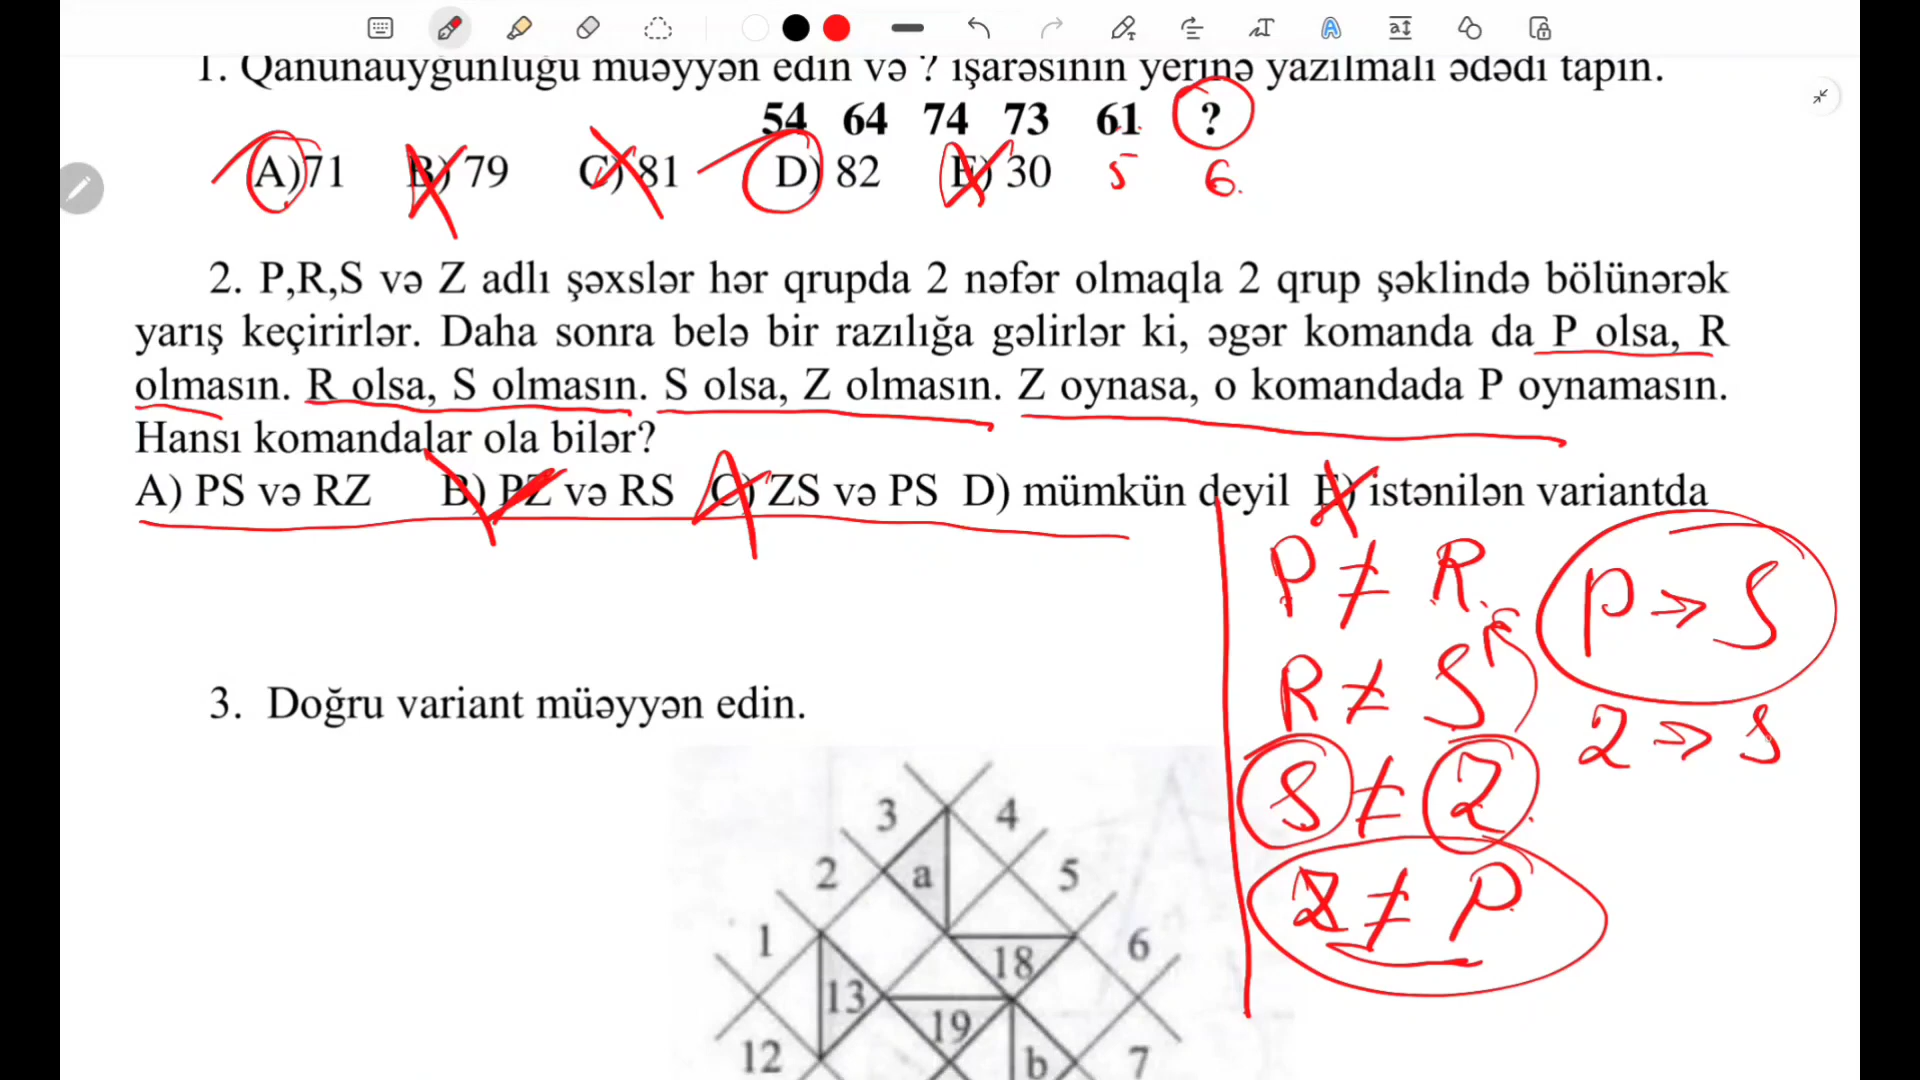 1. Qanunauyğunluğu müəyyən edin və ? işarəsinin yerinə yazılmalı ədədi tapın.
54 64 74 73 61 ?
A)71 B) 79 C) 81 D) 82 E) 30 5 6.
2. P,R,S və Z adlı şəxslər hər qrupda 2 nəfər olmaqla 2 qrup şəklində bölünərək
yarış keçirirlər. Daha sonra belə bir razılığa gəlirlər ki, əgər komanda da P olsa, R
olmasın. R olsa, S olmasın. S olsa, Z olmasın. Z oynasa, o komandada P oynamasın.
Hansı komandalar ola bilər?
A) PS və RZ B) PZ və RS C) ZS və PS D) mümkün deyil E) istənilən variantda
P ≠ R P => S
R ≠ S Z => S
S ≠ Z
Z ≠ P
3. Doğru variant müəyyən edin.
3 4
2 a 5
1 18 6
13
19
12 b 7